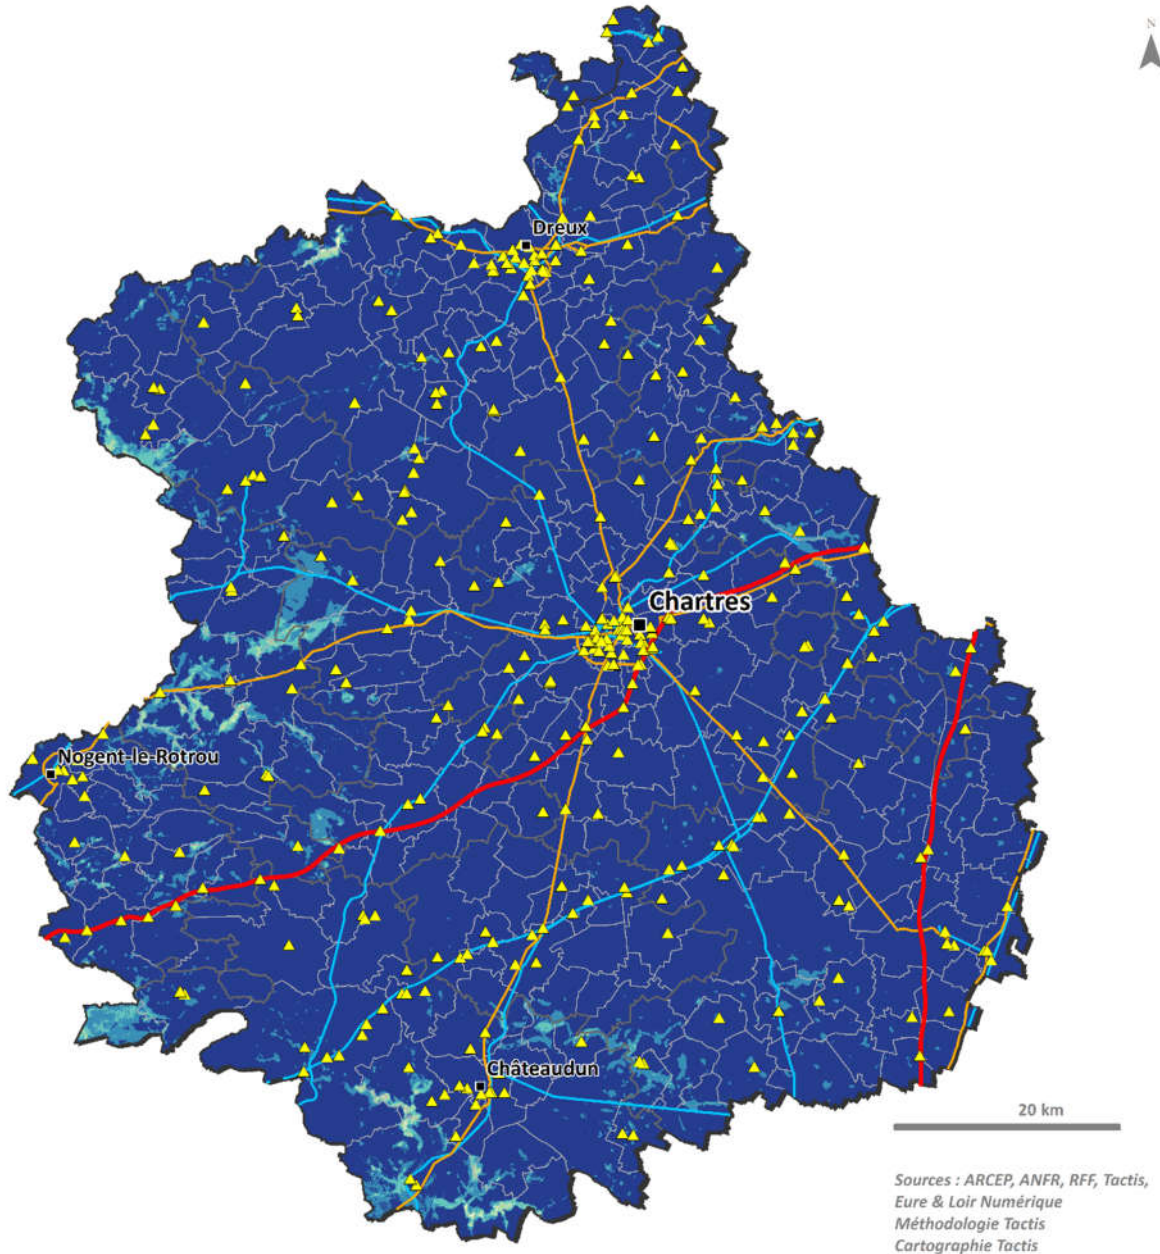 N
Dreux
Chartres
Nogent-le-Rotrou
Châteaudun
20 km
Sources : ARCEP, ANFR, RFF, Tactis,
Eure & Loir Numérique
Méthodologie Tactis
Cartographie Tactis